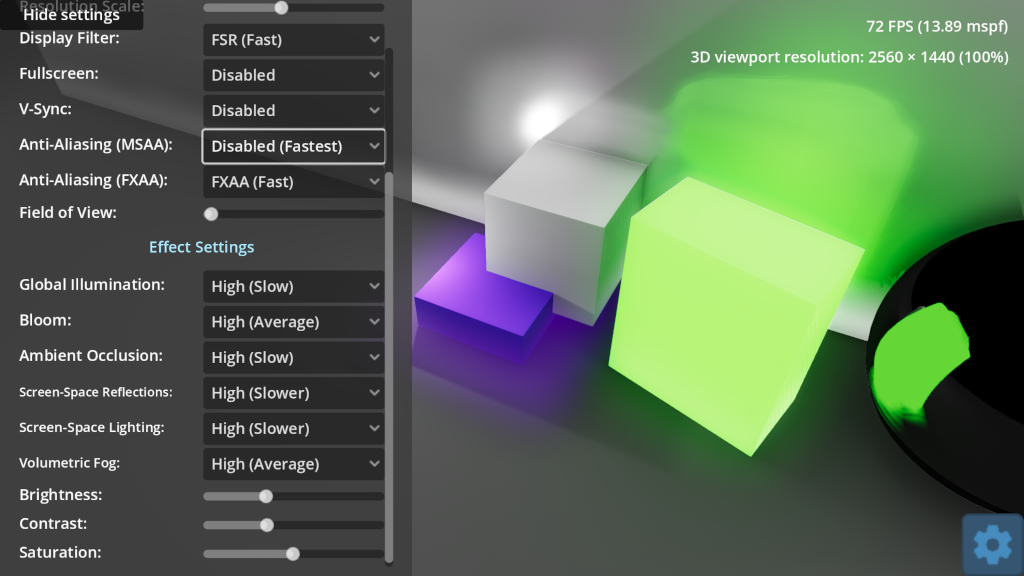 Resolution Scale:
Hide settings
Display Filter: FSR (Fast)
Fullscreen: Disabled
V-Sync: Disabled
Anti-Aliasing (MSAA): Disabled (Fastest)
Anti-Aliasing (FXAA): FXAA (Fast)
Field of View:
Effect Settings
Global Illumination: High (Slow)
Bloom: High (Average)
Ambient Occlusion: High (Slow)
Screen-Space Reflections: High (Slower)
Screen-Space Lighting: High (Slower)
Volumetric Fog: High (Average)
Brightness:
Contrast:
Saturation:
72 FPS (13.89 mspf)
3D viewport resolution: 2560 × 1440 (100%)